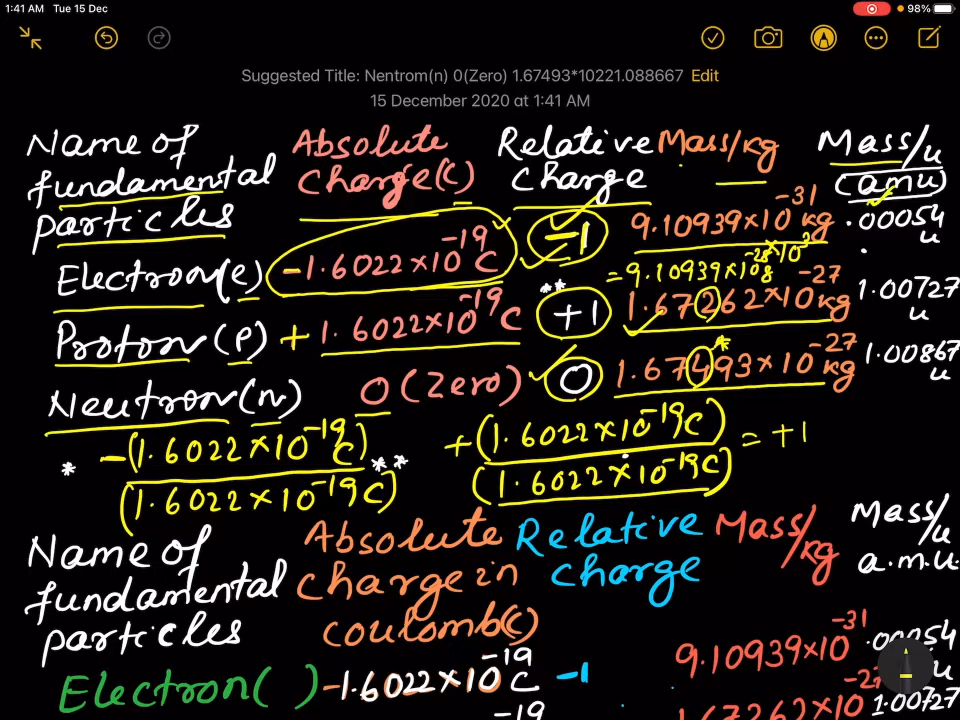 1:41 AM Tue 15 Dec 98%
Suggested Title: Nentrom(n) 0(Zero) 1.67493*10221.088667 Edit
15 December 2020 at 1:41 AM
Name of fundamental particles Absolute Charge(C) Relative charge Mass/kg Mass/u (amu)
Electron(e) -1.6022×10^-19 C -1 9.10939×10^-31 kg .00054 u
=9.10939×10^-28 × 10^3 g
Proton(P) +1.6022×10^-19 C ** +1 1.67262×10^-27 kg 1.00727 u
Neutron(n) 0(Zero) 0 1.67493×10^-27 kg * 1.00867 u
* -(1.6022×10^-19 C) ** +(1.6022×10^-19 C) = +1
(1.6022×10^-19 C) (1.6022×10^-19 C)
Name of fundamental particles Absolute charge in coulomb(C) Relative charge Mass/kg Mass/u a.m.u
Electron( ) -1.6022×10^-19 C -1 9.10939×10^-31 .00054 u
-19 1.67262×10^-27 1.00727